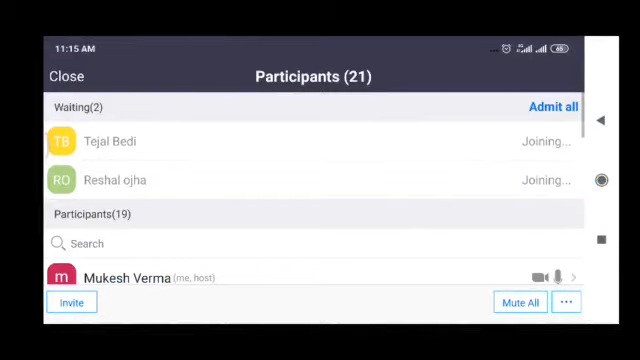 11:15 AM
Close
Participants (21)
Waiting(2)
Admit all
TB
Tejal Bedi
Joining...
RO
Reshal ojha
Joining...
Participants(19)
Search
m
Mukesh Verma (me, host)
Invite
Mute All
...